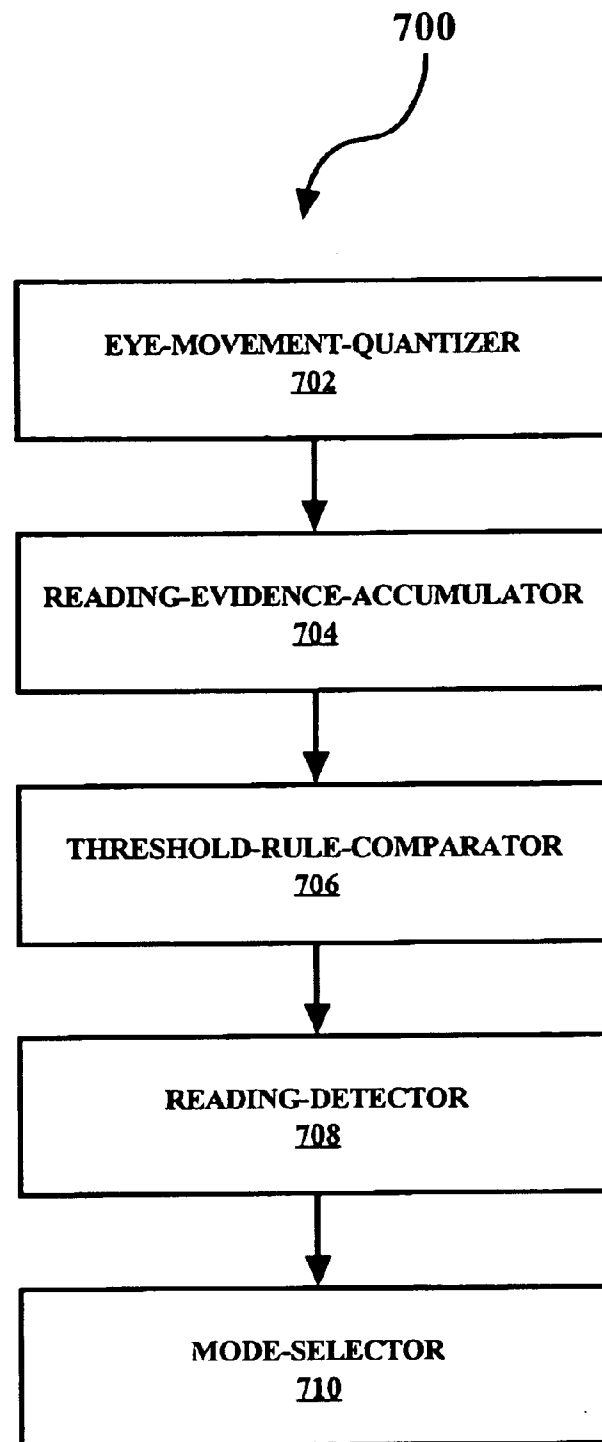 700
EYE-MOVEMENT-QUANTIZER
702
READING-EVIDENCE-ACCUMULATOR
704
THRESHOLD-RULE-COMPARATOR
706
READING-DETECTOR
708
MODE-SELECTOR
710